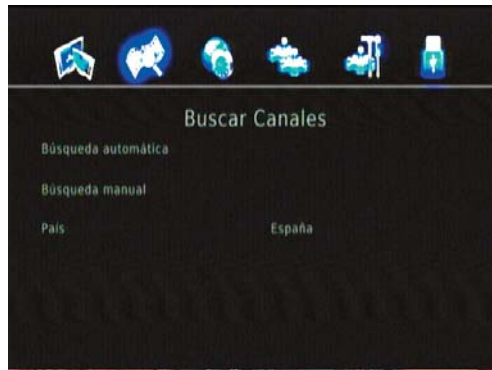 Buscar Canales
Búsqueda automática
Búsqueda manual
País España